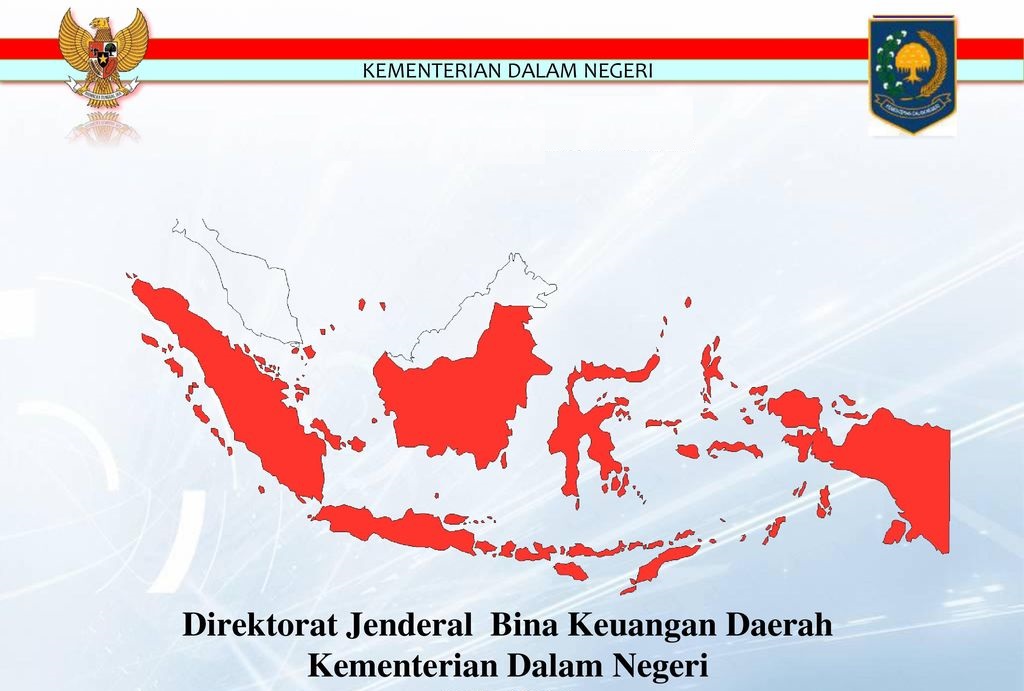 KEMENTERIAN DALAM NEGERI
Direktorat Jenderal Bina Keuangan Daerah
Kementerian Dalam Negeri